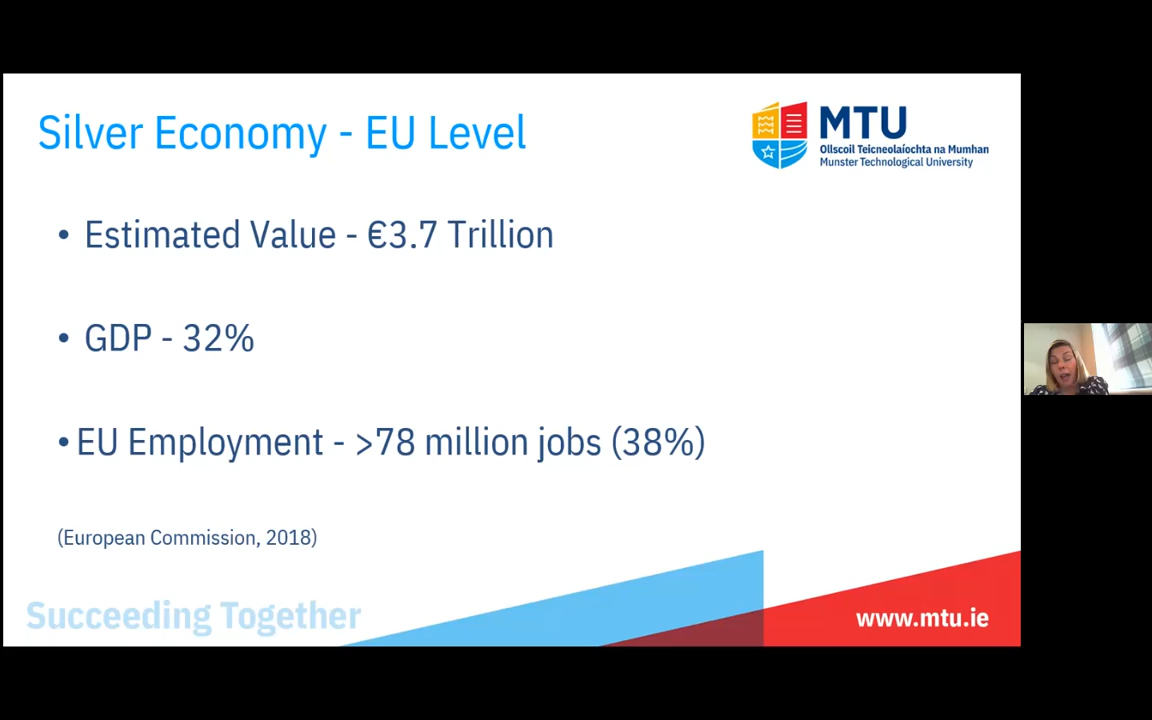 Silver Economy - EU Level
MTU
Ollscoil Teicneolaíochta na Mumhan
Munster Technological University
• Estimated Value - €3.7 Trillion
• GDP - 32%
• EU Employment - >78 million jobs (38%)
(European Commission, 2018)
Succeeding Together
www.mtu.ie